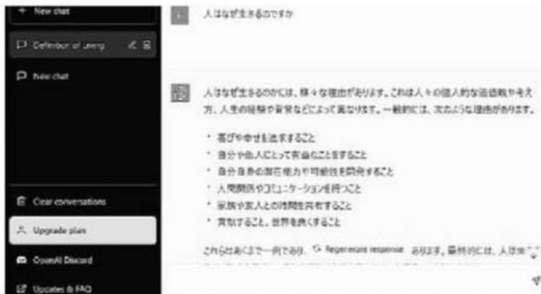 New chat
Definition of Living
New chat
Clear conversations
Upgrade plan
OpenAI Discord
Updates & FAQ
人はなぜ生きるのですか
人はなぜ生きるのかには、様々な理由があります。これは人々の個人的な価値観や考え
方、人生の経験や背景などによって異なります。一般的には、次のような理由があります。
喜びや幸せを追求すること
自分や他人にとって有益なことをすること
自分自身の潜在能力や可能性を開発すること
人間関係やコミュニケーションを持つこと
家族や友人との時間を共有すること
貢献すること、世界を良くすること
これらはあくまで一例であり、
Regenerate response
あります。最終的には、人は